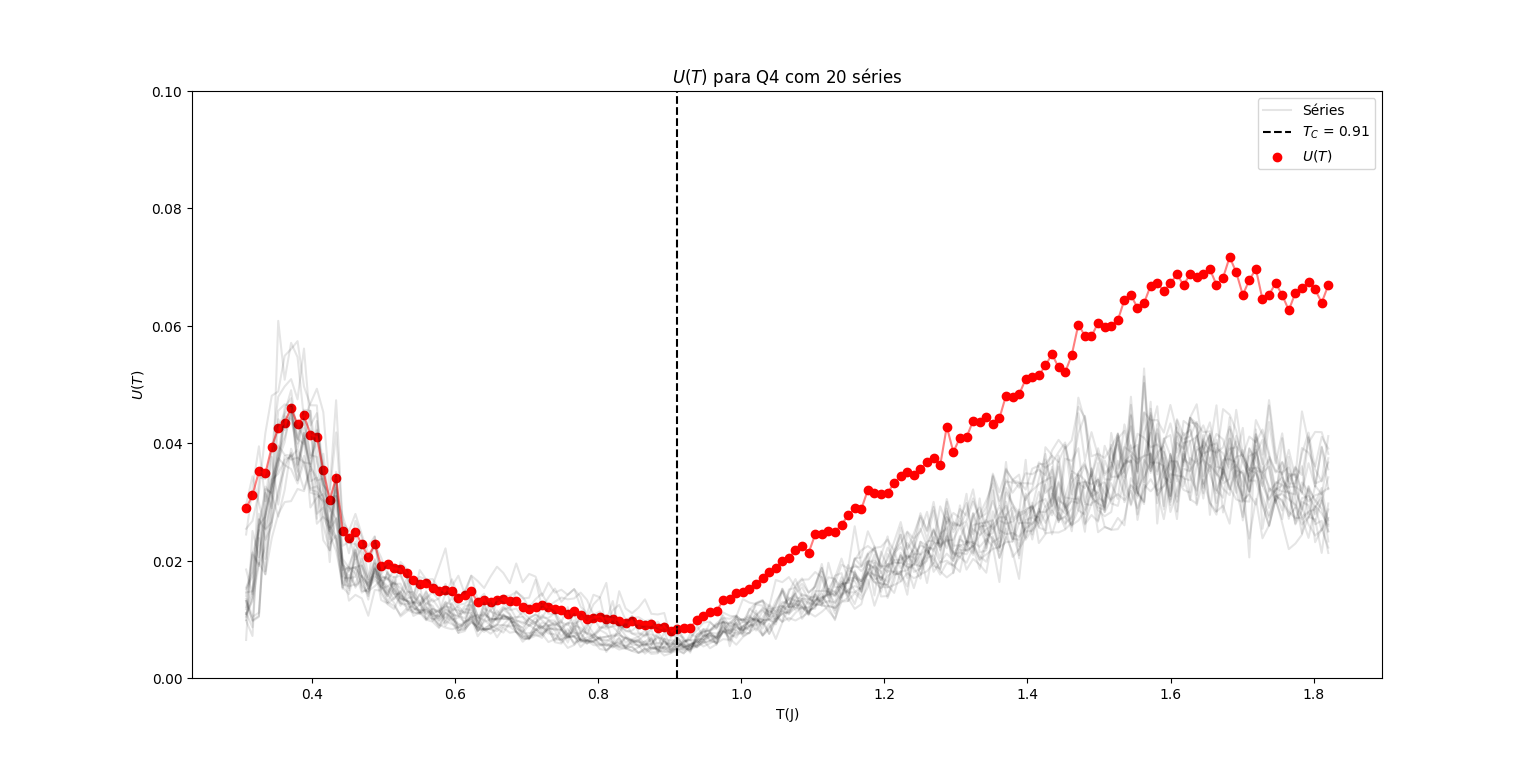 U(T) para Q4 com 20 séries
Séries
T_C = 0.91
U(T)
0.10
0.08
0.06
0.04
0.02
0.00
U(T)
0.4 0.6 0.8 1.0 1.2 1.4 1.6 1.8
T(J)